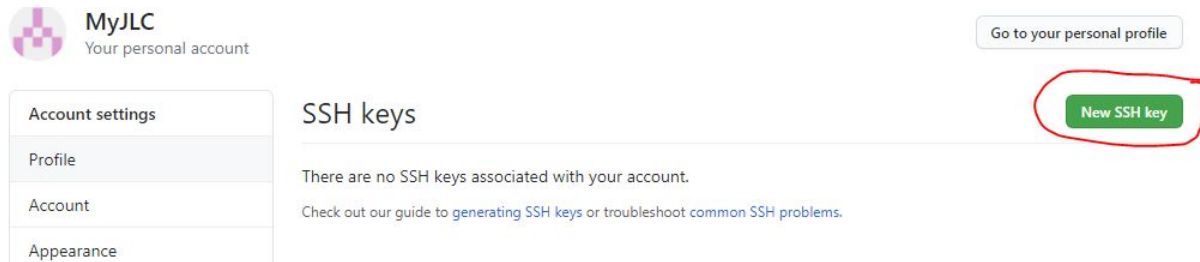 MyJLC
Your personal account
Go to your personal profile
Account settings
Profile
Account
Appearance
SSH keys
New SSH key
There are no SSH keys associated with your account.
Check out our guide to generating SSH keys or troubleshoot common SSH problems.